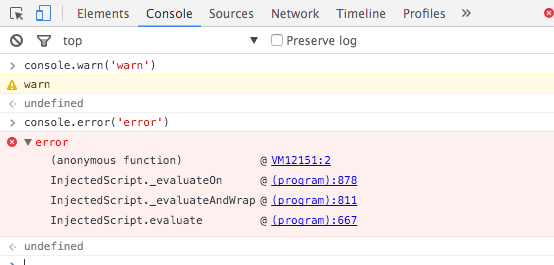 Elements Console Sources Network Timeline Profiles »
top Preserve log
> console.warn('warn')
warn
undefined
> console.error('error')
error
(anonymous function) @ VM12151:2
InjectedScript._evaluateOn @ (program):878
InjectedScript._evaluateAndWrap @ (program):811
InjectedScript.evaluate @ (program):667
undefined
>